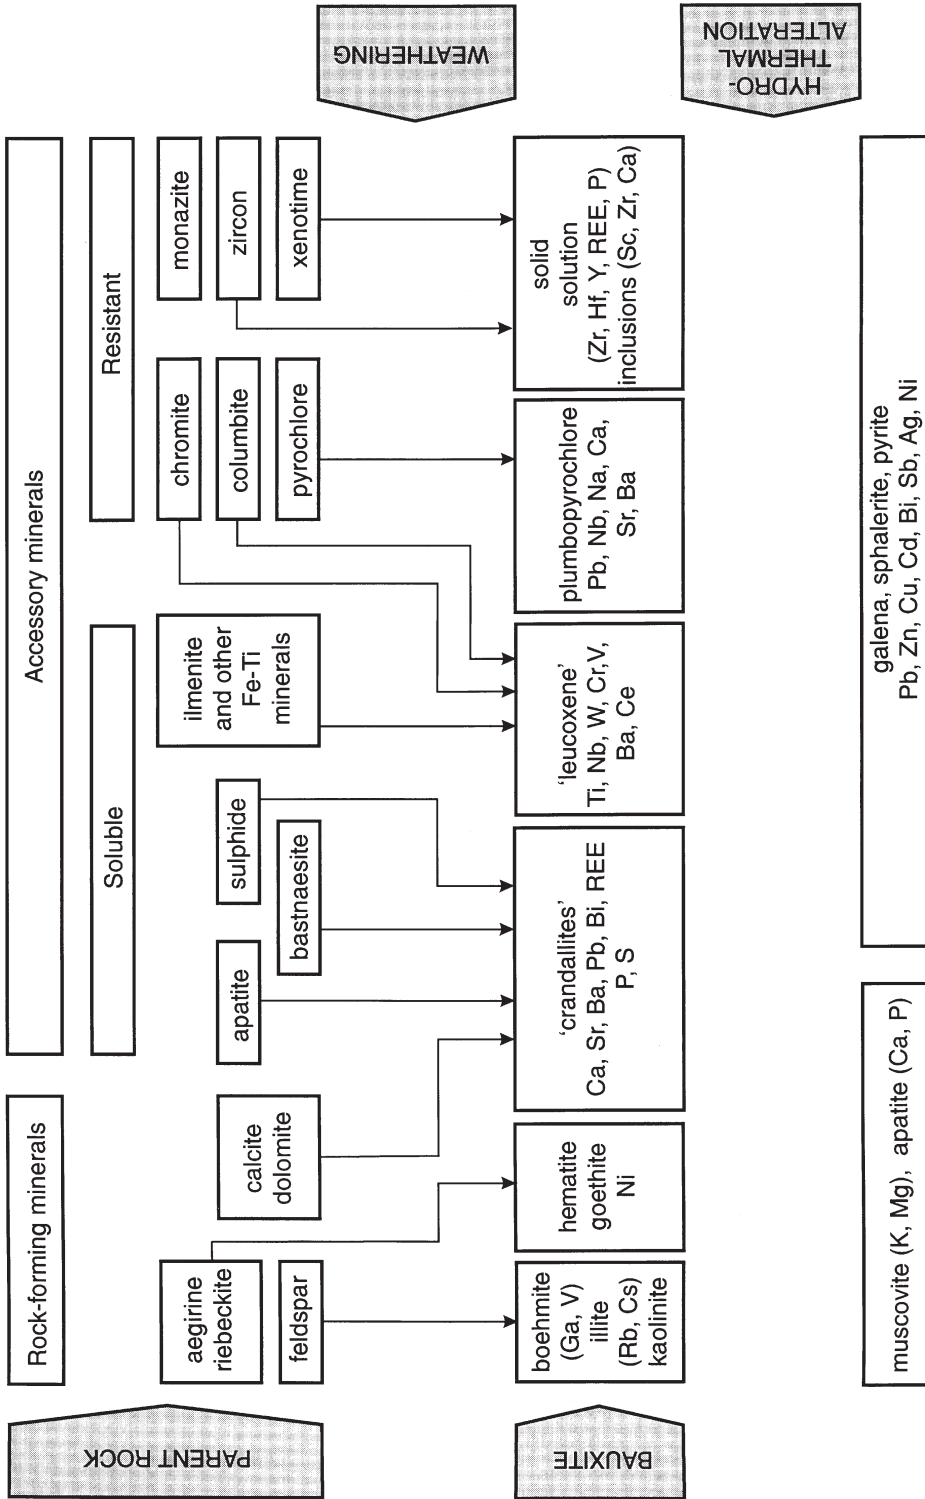 PARENT ROCK
Rock-forming minerals
Accessory minerals
Soluble
Resistant
aegirine
riebeckite
feldspar
calcite
dolomite
apatite
bastnaesite
sulphide
ilmenite
and other
Fe-Ti
minerals
chromite
columbite
pyrochlore
monazite
zircon
xenotime
WEATHERING
BAUXITE
boehmite
(Ga, V)
illite
(Rb, Cs)
kaolinite
hematite
goethite
Ni
'crandallites'
Ca, Sr, Ba, Pb, Bi, REE
P, S
'leucoxene'
Ti, Nb, W, Cr,V,
Ba, Ce
plumbopyrochlore
Pb, Nb, Na, Ca,
Sr, Ba
solid
solution
(Zr, Hf, Y, REE, P)
inclusions (Sc, Zr, Ca)
HYDRO-
THERMAL
ALTERATION
muscovite (K, Mg), apatite (Ca, P)
galena, sphalerite, pyrite
Pb, Zn, Cu, Cd, Bi, Sb, Ag, Ni